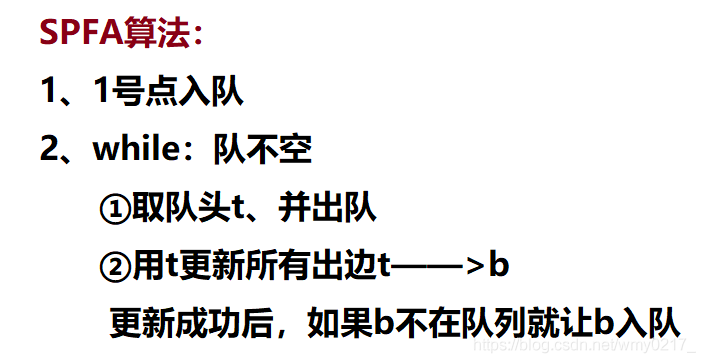 SPFA算法：
1、1号点入队
2、while：队不空
①取队头t、并出队
②用t更新所有出边t——>b
更新成功后，如果b不在队列就让b入队
https://blog.csdn.net/wmy0217_